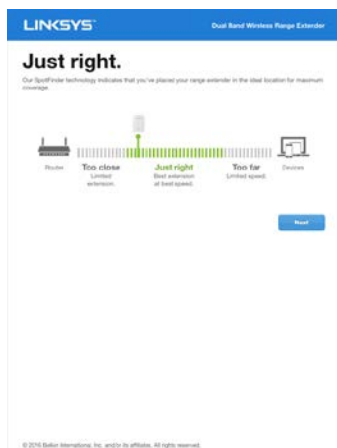 LINKSYS
Dual Band Wireless Range Extender
Just right.
Our SpotFinder technology indicates that you've placed your range extender in the ideal location for maximum
coverage.
Router
Too close
Limited
extension.
Just right
Best extension
at best speed.
Too far
Limited speed.
Devices
Next
© 2016 Belkin International, Inc. and/or its affiliates. All rights reserved.